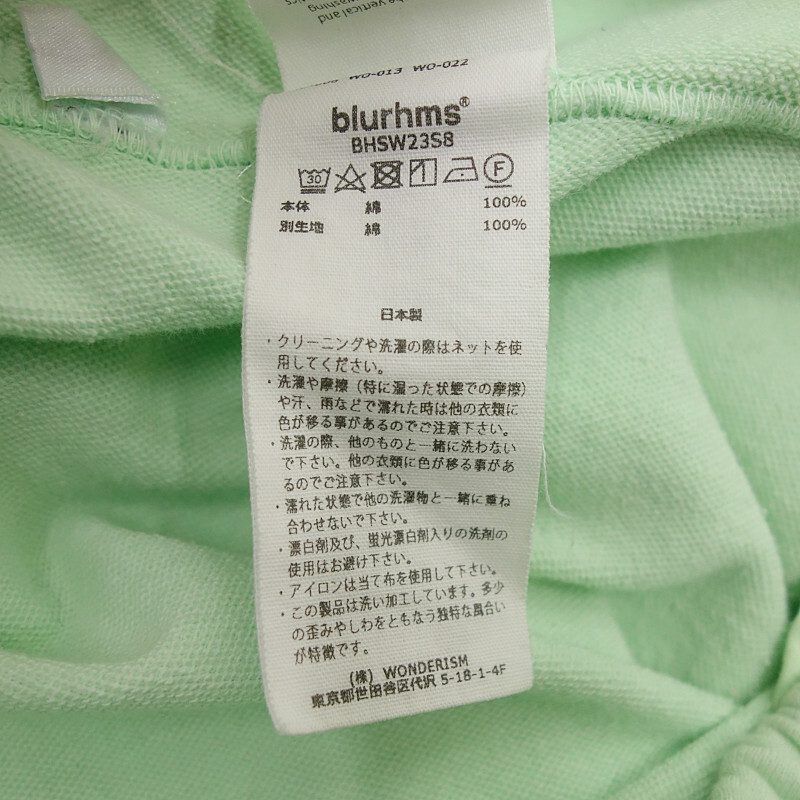 the vertical and
washing
WO-013 WO-022
blurhms®
BHSW23S8
30 F
本体 綿 100%
別生地 綿 100%
日本製
・クリーニングや洗濯の際はネットを使
用してください。
・洗濯や摩擦（特に湿った状態での摩擦）
や汗、雨などで濡れた時は他の衣類に
色が移る事があるのでご注意下さい。
・洗濯の際、他のものと一緒に洗わない
で下さい。他の衣類に色が移る事があ
るのでご注意下さい。
・濡れた状態で他の洗濯物と一緒に重ね
合わせないで下さい。
・漂白剤及び、蛍光漂白剤入りの洗剤の
使用はお避け下さい。
・アイロンは当て布を使用して下さい。
・この製品は洗い加工しています。多少
の歪みやしわをともなう独特な風合い
が特徴です。
(株) WONDERISM
東京都世田谷区代沢 5-18-1-4F